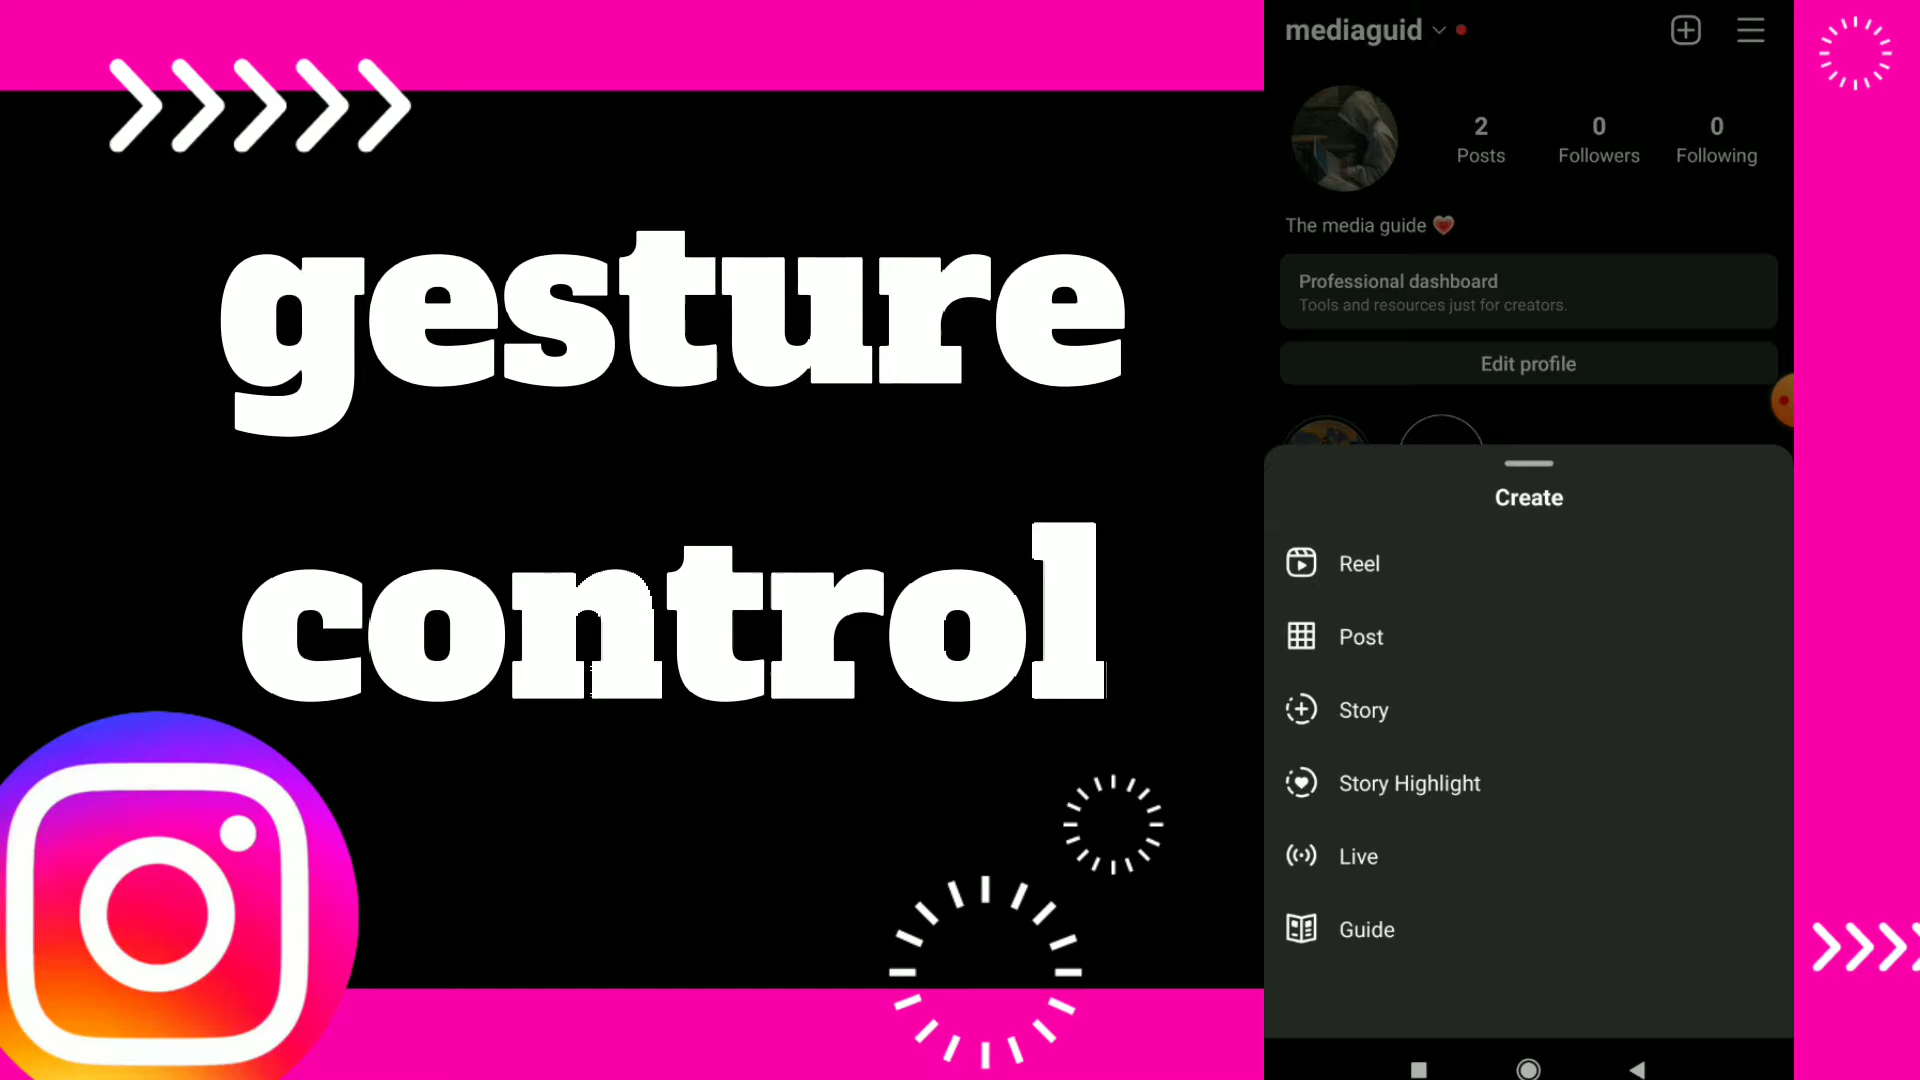 gesture
control
mediaguid
2
Posts
0
Followers
0
Following
The media guide ❤️
Professional dashboard
Tools and resources just for creators.
Edit profile
Create
Reel
Post
Story
Story Highlight
Live
Guide